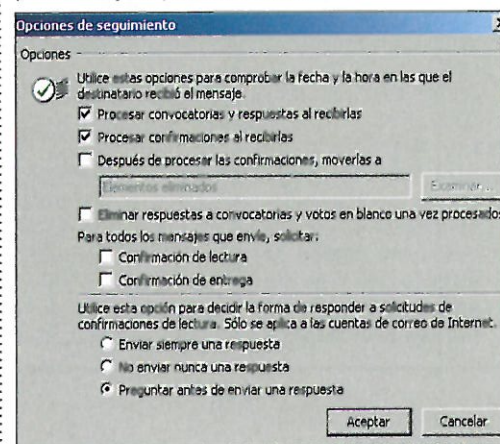 Opciones de seguimiento
Opciones
Utilice estas opciones para comprobar la fecha y la hora en las que el
destinatario recibió el mensaje.
Procesar convocatorias y respuestas al recibirlas
Procesar confirmaciones al recibirlas
Después de procesar las confirmaciones, moverlas a
Elementos eliminados
Examinar...
Eliminar respuestas a convocatorias y votos en blanco una vez procesados
Para todos los mensajes que envíe, solicitar:
Confirmación de lectura
Confirmación de entrega
Utilice esta opción para decidir la forma de responder a solicitudes de
confirmaciones de lectura. Sólo se aplica a las cuentas de correo de Internet.
Enviar siempre una respuesta
No enviar nunca una respuesta
Preguntar antes de enviar una respuesta
Aceptar
Cancelar